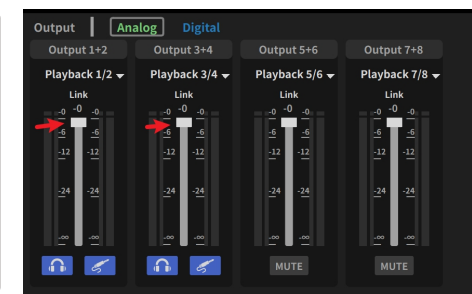 Output | Analog Digital
Output 1+2 Output 3+4 Output 5+6 Output 7+8
Playback 1/2 Playback 3/4 Playback 5/6 Playback 7/8
Link Link Link Link
-0 -0 -0 -0 -0 -0 -0 -0 -0 -0 -0 -0
-6 -6 -6 -6 -6 -6 -6 -6
-12 -12 -12 -12 -12 -12 -12 -12
-24 -24 -24 -24 -24 -24 -24 -24
-∞ -∞ -∞ -∞ -∞ -∞ -∞ -∞
MUTE MUTE